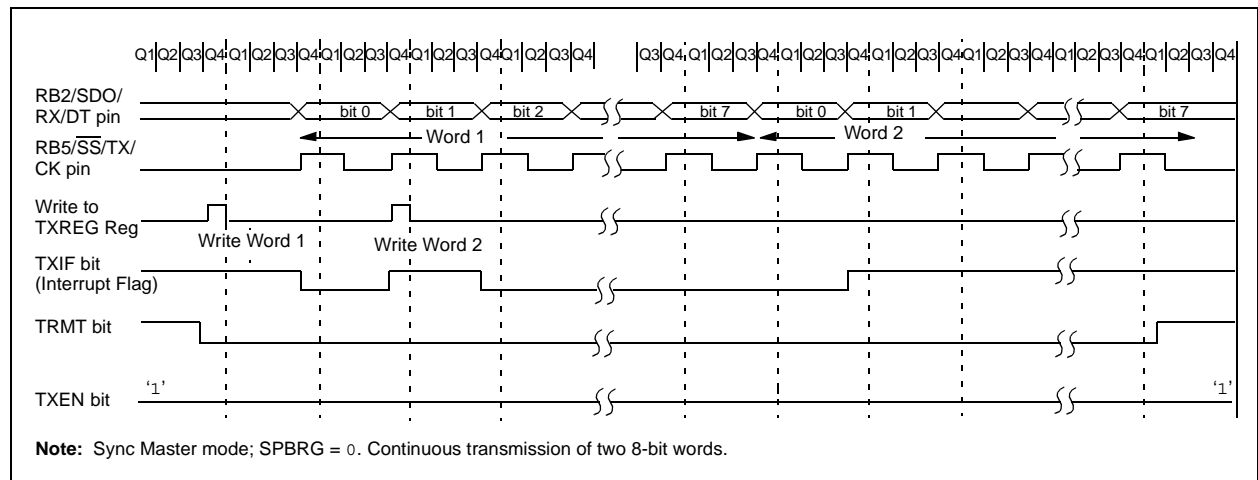 Q1 Q2 Q3 Q4 Q1 Q2 Q3 Q4 Q1 Q2 Q3 Q4 Q1 Q2 Q3 Q4 Q1 Q2 Q3 Q4 Q3 Q4 Q1 Q2 Q3 Q4 Q1 Q2 Q3 Q4 Q1 Q2 Q3 Q4 Q1 Q2 Q3 Q4 Q1 Q2 Q3 Q4 Q1 Q2 Q3 Q4
RB2/SDO/
RX/DT pin
bit 0 bit 1 bit 2 bit 7 bit 0 bit 1 bit 7
Word 1 Word 2
RB5/SS/TX/
CK pin
Write to
TXREG Reg
Write Word 1 Write Word 2
TXIF bit
(Interrupt Flag)
TRMT bit
TXEN bit
‘1’ ‘1’
Note: Sync Master mode; SPBRG = 0. Continuous transmission of two 8-bit words.